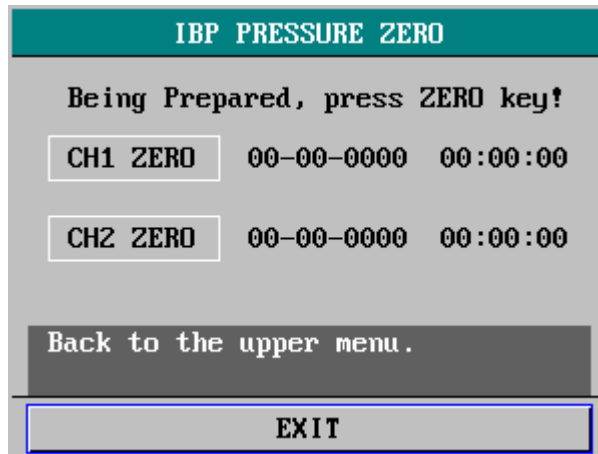 IBP PRESSURE ZERO
Being Prepared, press ZERO key!
CH1 ZERO 00-00-0000 00:00:00
CH2 ZERO 00-00-0000 00:00:00
Back to the upper menu.
EXIT